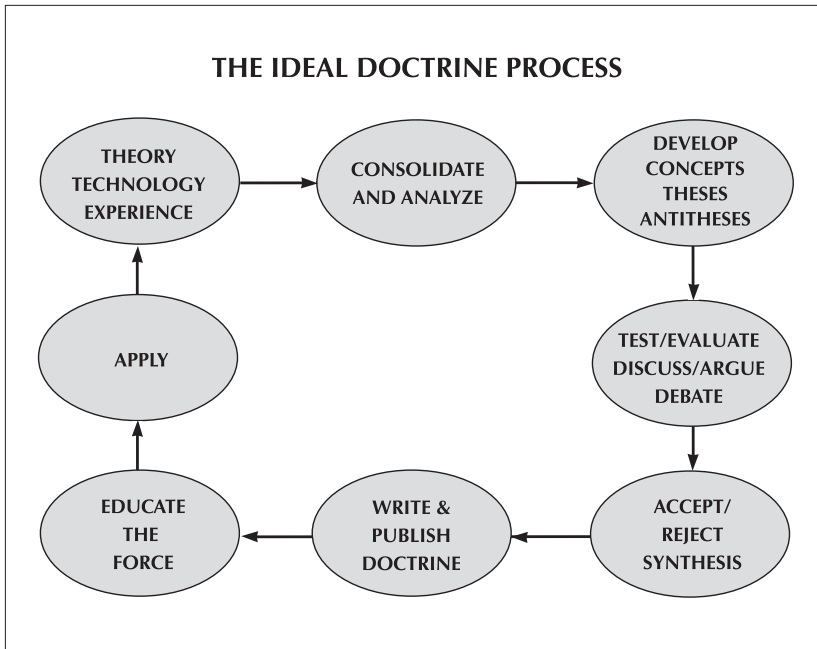 THE IDEAL DOCTRINE PROCESS
THEORY
TECHNOLOGY
EXPERIENCE
CONSOLIDATE
AND ANALYZE
DEVELOP
CONCEPTS
THESES
ANTITHESES
TEST/EVALUATE
DISCUSS/ARGUE
DEBATE
ACCEPT/
REJECT
SYNTHESIS
WRITE &
PUBLISH
DOCTRINE
EDUCATE
THE
FORCE
APPLY